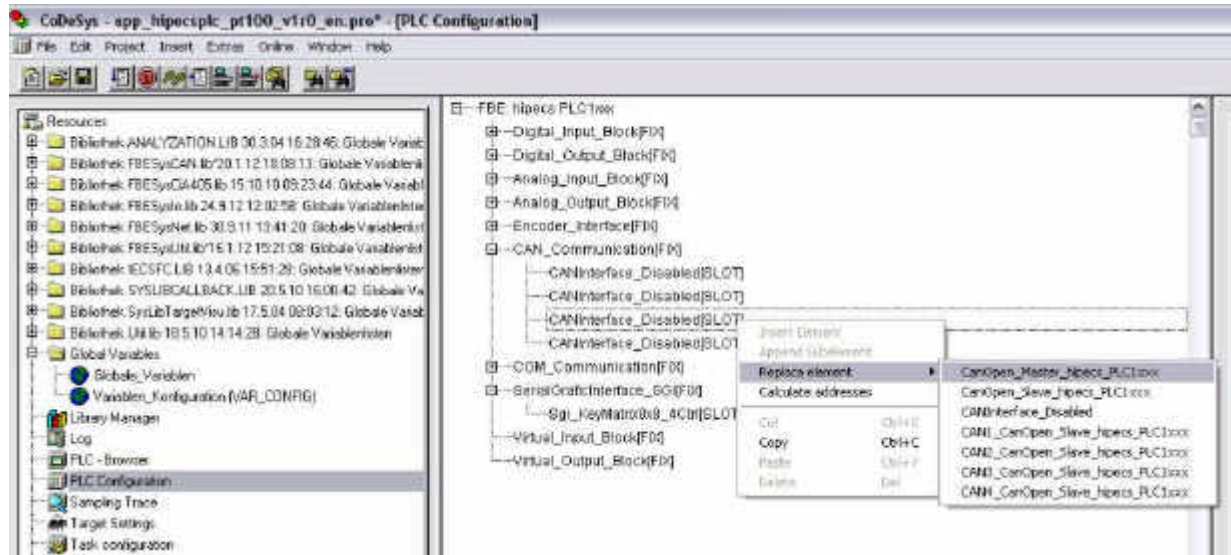 CoDeSys - app_hipecsplc_pt100_v1r0_en.pro* - [PLC Configuration]
File Edit Project Insert Extras Online Window Help
Resources
Bibliothek ANALYZATION.LIB 30.3.04 16:28:46: Globale Variab
Bibliothek FBESysCAN.lib*20.1.12 18:08:13: Globale Variablenli
Bibliothek FBESysCiA405.lib 15.10.10 09:23:44: Globale Variabl
Bibliothek FBESysIo.lib 24.9.12 12:02:58: Globale Variablenliste
Bibliothek FBESysNet.lib 30.9.11 13:41:20: Globale Variablenlist
Bibliothek FBESysUtil.lib*16.1.12 15:21:08: Globale Variablenlist
Bibliothek IECSFC.LIB 13.4.06 15:51:28: Globale Variablenlisten
Bibliothek SYSLIBCALLBACK.LIB 20.5.10 16:00:42: Globale Va
Bibliothek SysLibTargetVisu.lib 17.5.04 09:03:12: Globale Variab
Bibliothek Util.lib 18.5.10 14:14:28: Globale Variablenlisten
Global Variables
Globale_Variablen
Variablen_Konfiguration (VAR_CONFIG)
Library Manager
Log
PLC - Browser
PLC Configuration
Sampling Trace
Target Settings
Task configuration
FBE hipecs PLC1xxx
Digital_Input_Block[FIX]
Digital_Output_Block[FIX]
Analog_Input_Block[FIX]
Analog_Output_Block[FIX]
Encoder_Interface[FIX]
CAN_Communication[FIX]
CANInterface_Disabled[SLOT]
CANInterface_Disabled[SLOT]
CANInterface_Disabled[SLOT]
CANInterface_Disabled[SLOT
COM_Communication[FIX]
SerialGraficInterface_SGI[FIX]
Sgi_KeyMatrix8x8_4Ctrl[SLOT
Virtual_Input_Block[FIX]
Virtual_Output_Block[FIX]
Insert Element
Append Subelement
Replace element
Calculate addresses
Cut Ctrl+X
Copy Ctrl+C
Paste Ctrl+V
Delete Del
CanOpen_Master_hipecs_PLC1xxx
CanOpen_Slave_hipecs_PLC1xxx
CANInterface_Disabled
CAN1_CanOpen_Slave_hipecs_PLC1xxx
CAN2_CanOpen_Slave_hipecs_PLC1xxx
CAN3_CanOpen_Slave_hipecs_PLC1xxx
CAN4_CanOpen_Slave_hipecs_PLC1xxx